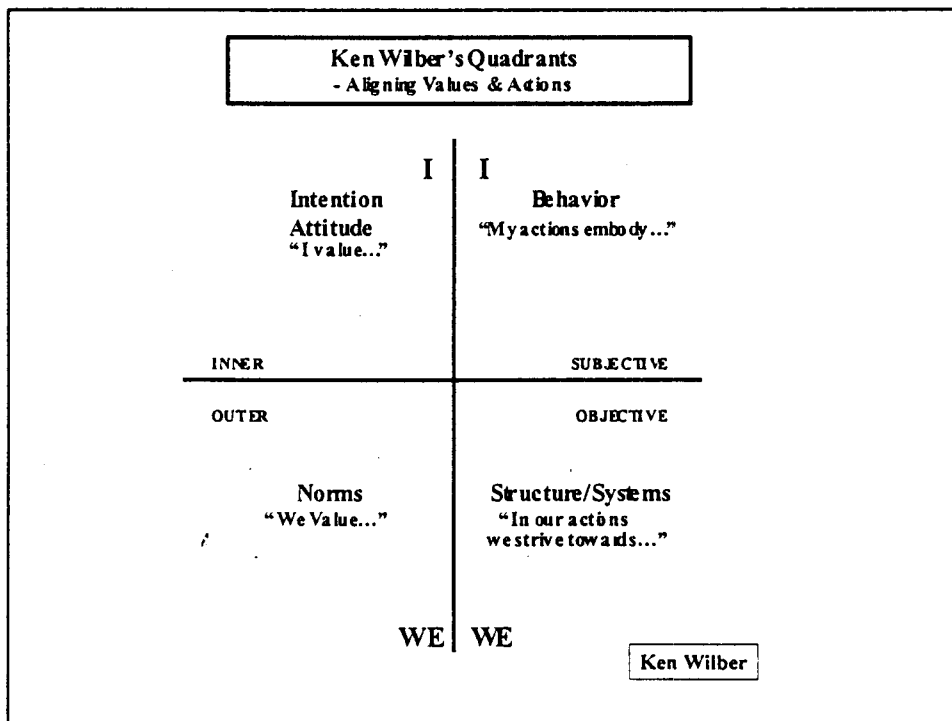 Ken Wilber's Quadrants
- Aligning Values & Actions
I I
Intention Behavior
Attitude "My actions embody..."
"I value..."
INNER SUBJECTIVE
OUTER OBJECTIVE
Norms Structure/Systems
"We Value..." "In our actions
we strive towards..."
WE WE
Ken Wilber